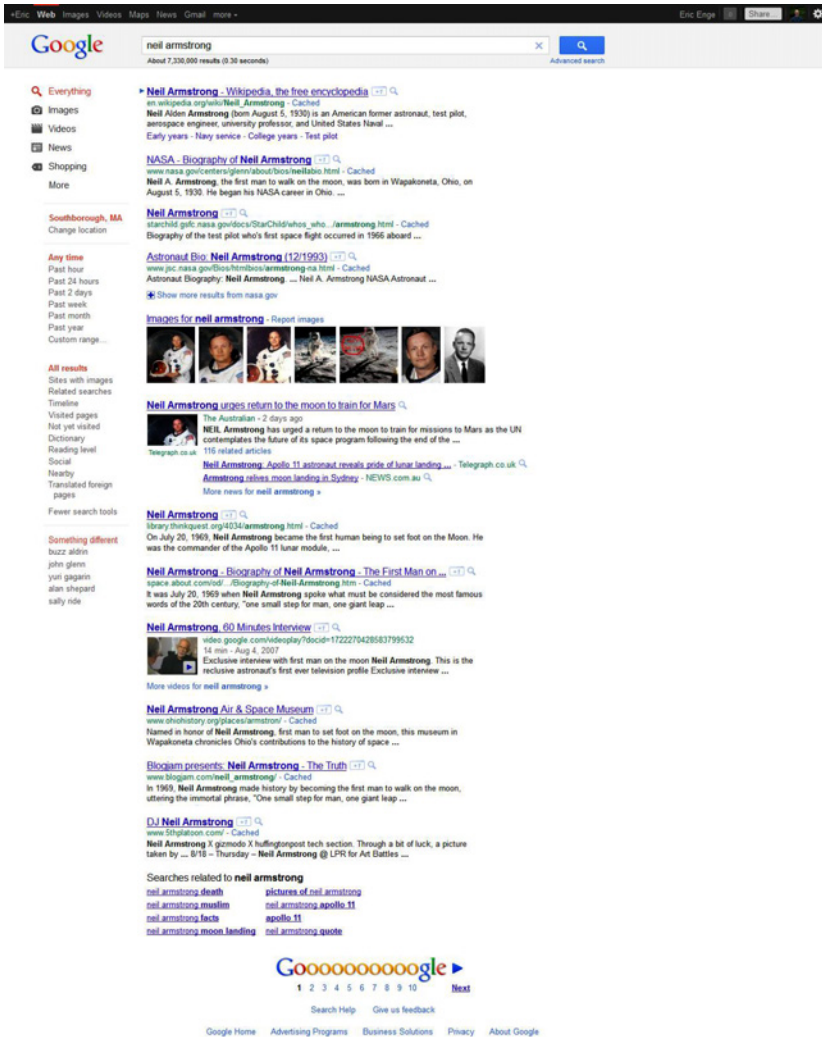 +Eric Web Images Videos Maps News Gmail more
Eric Enge Share...
Google
neil armstrong
About 7,330,000 results (0.30 seconds)
Advanced search
Everything
Images
Videos
News
Shopping
More
Southborough, MA
Change location
Any time
Past hour
Past 24 hours
Past 2 days
Past week
Past month
Past year
Custom range...
All results
Sites with images
Related searches
Timeline
Visited pages
Not yet visited
Dictionary
Reading level
Social
Nearby
Translated foreign
pages
Fewer search tools
Something different
buzz aldrin
john glenn
yuri gagarin
alan shepard
sally ride
Neil Armstrong - Wikipedia, the free encyclopedia +1
en.wikipedia.org/wiki/Neil_Armstrong - Cached
Neil Alden Armstrong (born August 5, 1930) is an American former astronaut, test pilot,
aerospace engineer, university professor, and United States Naval ...
Early years - Navy service - College years - Test pilot
NASA - Biography of Neil Armstrong +1
www.nasa.gov/centers/glenn/about/bios/neilabio.html - Cached
Neil A. Armstrong, the first man to walk on the moon, was born in Wapakoneta, Ohio, on
August 5, 1930. He began his NASA career in Ohio. ...
Neil Armstrong +1
starchild.gsfc.nasa.gov/docs/StarChild/whos_who.../armstrong.html - Cached
Biography of the test pilot who's first space flight occurred in 1966 aboard ...
Astronaut Bio: Neil Armstrong (12/1993) +1
www.jsc.nasa.gov/Bios/htmlbios/armstrong-na.html - Cached
Astronaut Biography: Neil Armstrong. ... Neil A. Armstrong NASA Astronaut ...
Show more results from nasa.gov
Images for neil armstrong - Report images
Neil Armstrong urges return to the moon to train for Mars
The Australian - 2 days ago
NEIL Armstrong has urged a return to the moon to train for missions to Mars as the UN
contemplates the future of its space program following the end of the ...
Telegraph.co.uk 116 related articles
Neil Armstrong: Apollo 11 astronaut reveals pride of lunar landing ... - Telegraph.co.uk
Armstrong relives moon landing in Sydney - NEWS.com.au
More news for neil armstrong »
Neil Armstrong +1
library.thinkquest.org/4034/armstrong.html - Cached
On July 20, 1969, Neil Armstrong became the first human being to set foot on the Moon. He
was the commander of the Apollo 11 lunar module, ...
Neil Armstrong - Biography of Neil Armstrong - The First Man on ... +1
space.about.com/od/.../Biography-of-Neil-Armstrong.htm - Cached
It was July 20, 1969 when Neil Armstrong spoke what must be considered the most famous
words of the 20th century, "one small step for man, one giant leap ...
Neil Armstrong, 60 Minutes Interview +1
video.google.com/videoplay?docid=1722270428583799532
14 min - Aug 4, 2007
Exclusive interview with first man on the moon Neil Armstrong. This is the
reclusive astronaut's first ever television profile Exclusive interview ...
More videos for neil armstrong »
Neil Armstrong Air & Space Museum +1
www.ohiohistory.org/places/armstron/ - Cached
Named in honor of Neil Armstrong, first man to set foot on the moon, this museum in
Wapakoneta chronicles Ohio's contributions to the history of space ...
Blogjam presents: Neil Armstrong - The Truth +1
www.blogjam.com/neil_armstrong/ - Cached
In 1969, Neil Armstrong made history by becoming the first man to walk on the moon,
uttering the immortal phrase, "One small step for man, one giant leap ...
DJ Neil Armstrong +1
www.5thplatoon.com/ - Cached
Neil Armstrong X gizmodo X huffingtonpost tech section. Through a bit of luck, a picture
taken by ... 8/18 – Thursday – Neil Armstrong @ LPR for Art Battles ...
Searches related to neil armstrong
neil armstrong death pictures of neil armstrong
neil armstrong muslim neil armstrong apollo 11
neil armstrong facts apollo 11
neil armstrong moon landing neil armstrong quote
Goooooooooogle
1 2 3 4 5 6 7 8 9 10 Next
Search Help Give us feedback
Google Home Advertising Programs Business Solutions Privacy About Google